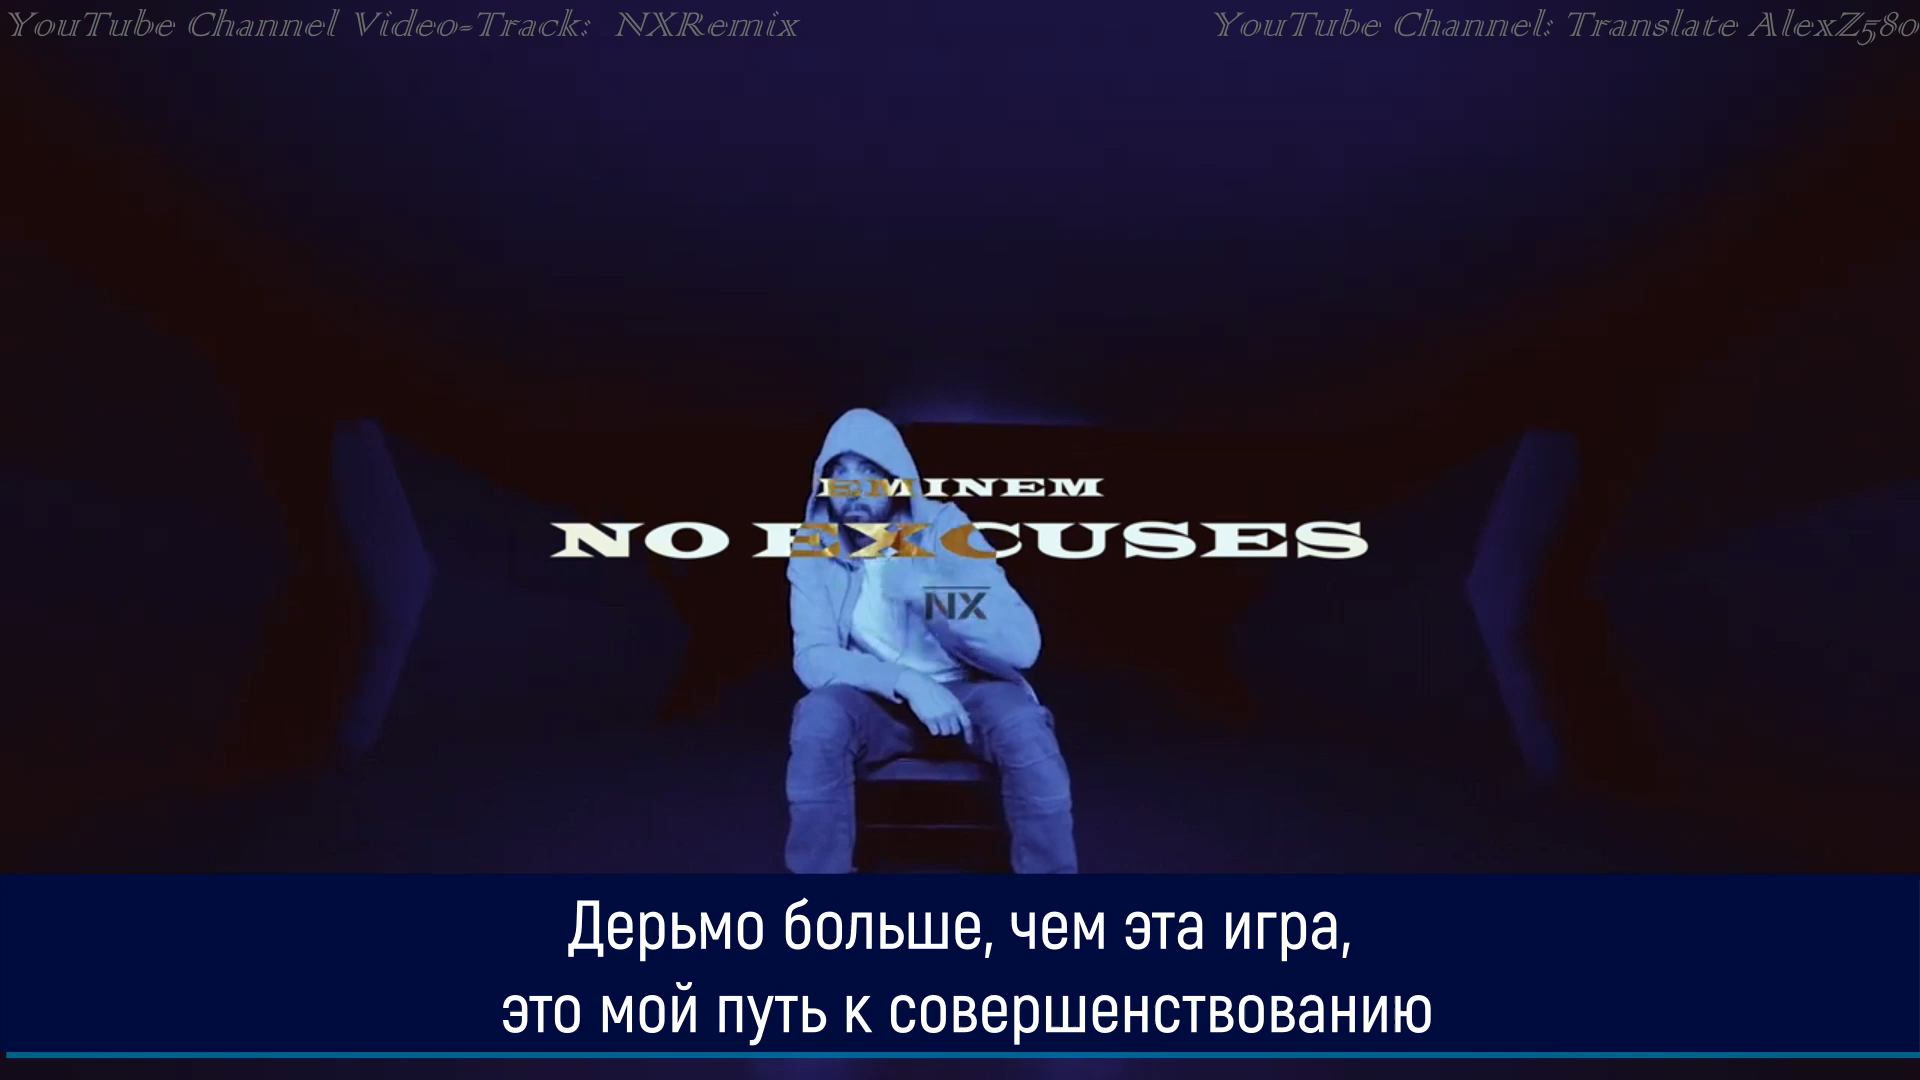 YouTube Channel Video-Track: NXRemix
YouTube Channel: Translate AlexZ580
EMINEM
NO EXCUSES
NX
Дерьмо больше, чем эта игра,
это мой путь к совершенствованию